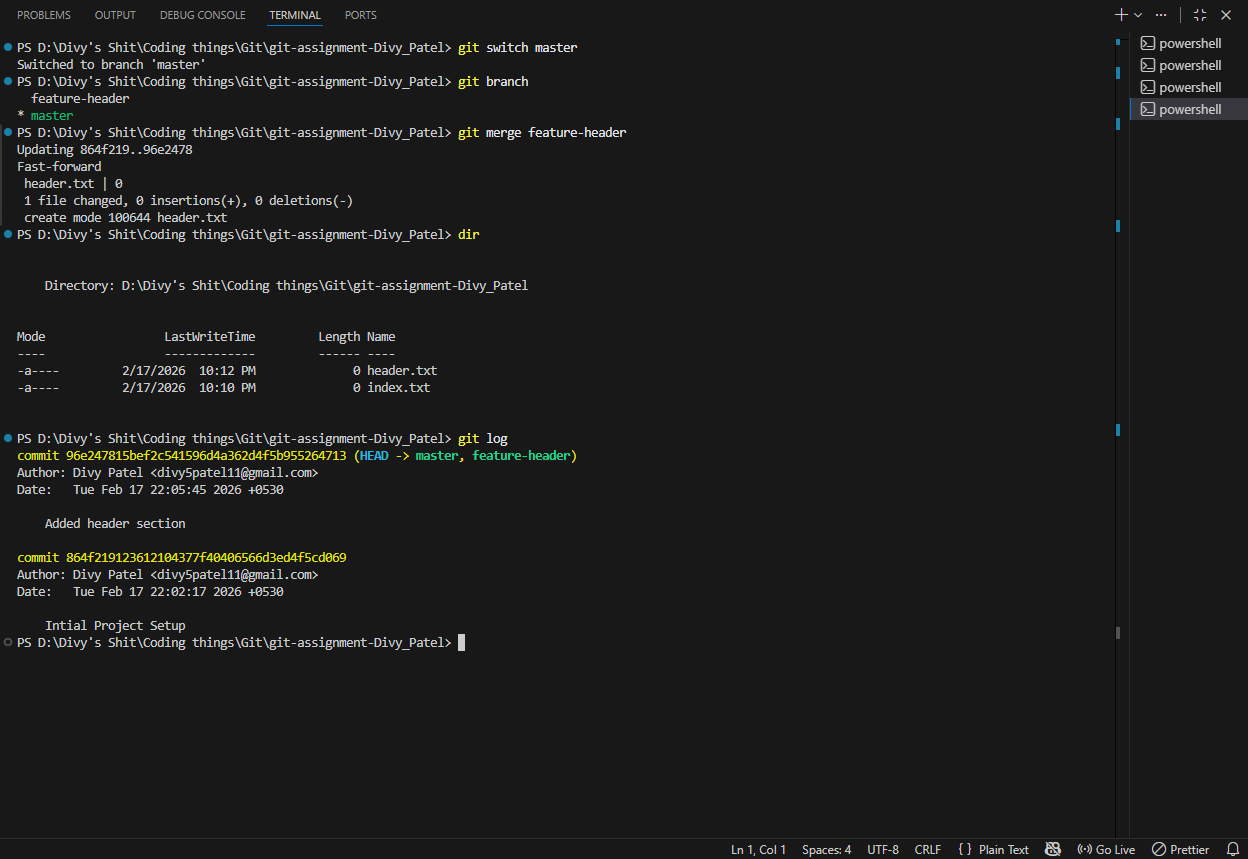 PROBLEMS OUTPUT DEBUG CONSOLE TERMINAL PORTS
PS D:\Divy's Shit\Coding things\Git\git-assignment-Divy_Patel> git switch master
Switched to branch 'master'
PS D:\Divy's Shit\Coding things\Git\git-assignment-Divy_Patel> git branch
  feature-header
* master
PS D:\Divy's Shit\Coding things\Git\git-assignment-Divy_Patel> git merge feature-header
Updating 864f219..96e2478
Fast-forward
 header.txt | 0
 1 file changed, 0 insertions(+), 0 deletions(-)
 create mode 100644 header.txt
PS D:\Divy's Shit\Coding things\Git\git-assignment-Divy_Patel> dir
    Directory: D:\Divy's Shit\Coding things\Git\git-assignment-Divy_Patel
Mode                 LastWriteTime         Length Name
----                 -------------         ------ ----
-a----         2/17/2026  10:12 PM              0 header.txt
-a----         2/17/2026  10:10 PM              0 index.txt
PS D:\Divy's Shit\Coding things\Git\git-assignment-Divy_Patel> git log
commit 96e247815bef2c541596d4a362d4f5b955264713 (HEAD -> master, feature-header)
Author: Divy Patel <divy5patel11@gmail.com>
Date:   Tue Feb 17 22:05:45 2026 +0530
    Added header section
commit 864f219123612104377f40406566d3ed4f5cd069
Author: Divy Patel <divy5patel11@gmail.com>
Date:   Tue Feb 17 22:02:17 2026 +0530
    Intial Project Setup
PS D:\Divy's Shit\Coding things\Git\git-assignment-Divy_Patel>
powershell
powershell
powershell
powershell
Ln 1, Col 1 Spaces: 4 UTF-8 CRLF {} Plain Text Go Live Prettier